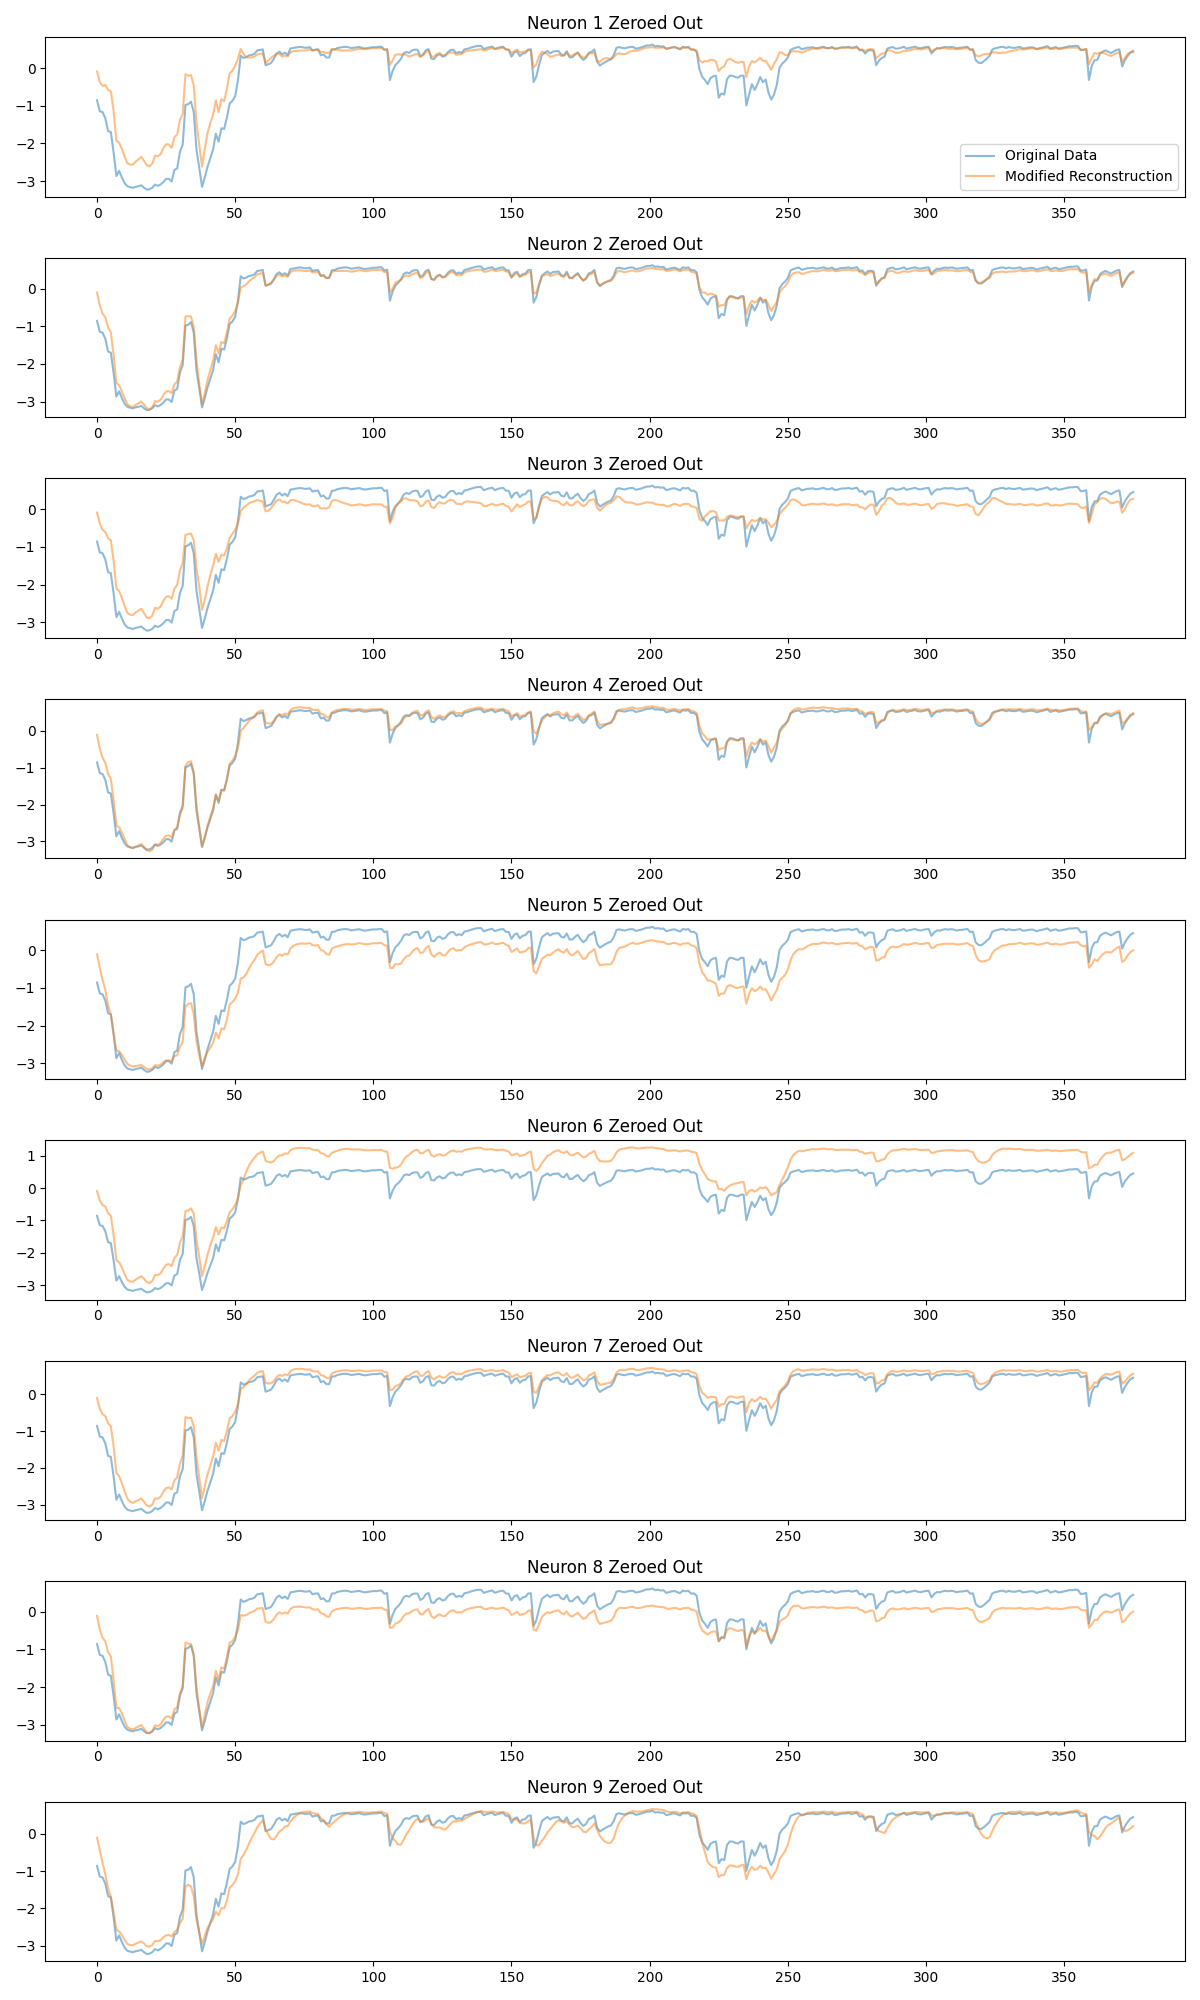 Neuron 1 Zeroed Out
0
−1
−2
−3
Original Data
Modified Reconstruction
0 50 100 150 200 250 300 350
Neuron 2 Zeroed Out
0
−1
−2
−3
0 50 100 150 200 250 300 350
Neuron 3 Zeroed Out
0
−1
−2
−3
0 50 100 150 200 250 300 350
Neuron 4 Zeroed Out
0
−1
−2
−3
0 50 100 150 200 250 300 350
Neuron 5 Zeroed Out
0
−1
−2
−3
0 50 100 150 200 250 300 350
Neuron 6 Zeroed Out
1
0
−1
−2
−3
0 50 100 150 200 250 300 350
Neuron 7 Zeroed Out
0
−1
−2
−3
0 50 100 150 200 250 300 350
Neuron 8 Zeroed Out
0
−1
−2
−3
0 50 100 150 200 250 300 350
Neuron 9 Zeroed Out
0
−1
−2
−3
0 50 100 150 200 250 300 350